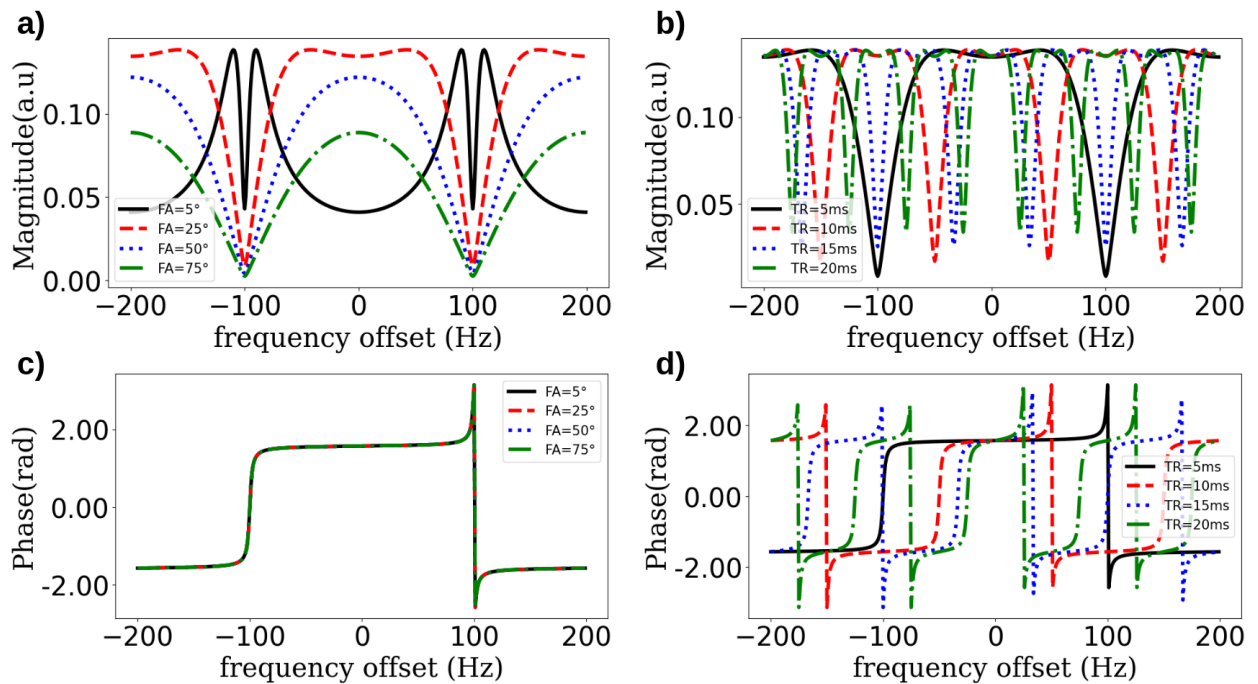 a)
Magnitude(a.u)
0.10
0.05
0.00
FA=5°
FA=25°
FA=50°
FA=75°
−200 −100 0 100 200
frequency offset (Hz)
b)
Magnitude(a.u)
0.10
0.05
TR=5ms
TR=10ms
TR=15ms
TR=20ms
−200 −100 0 100 200
frequency offset (Hz)
c)
Phase(rad)
2.00
0.00
-2.00
FA=5°
FA=25°
FA=50°
FA=75°
−200 −100 0 100 200
frequency offset (Hz)
d)
Phase(rad)
2.00
0.00
-2.00
TR=5ms
TR=10ms
TR=15ms
TR=20ms
−200 −100 0 100 200
frequency offset (Hz)